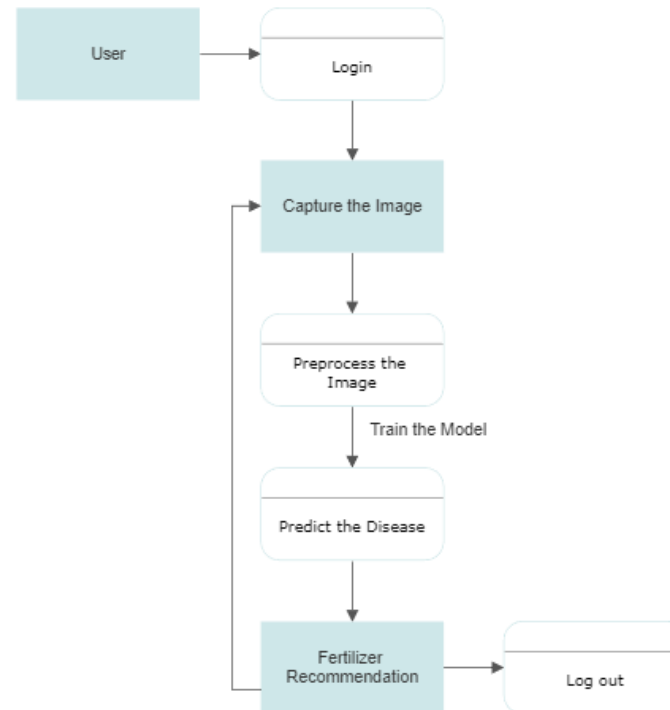 User
Login
Capture the Image
Preprocess the
Image
Train the Model
Predict the Disease
Fertilizer
Recommendation
Log out